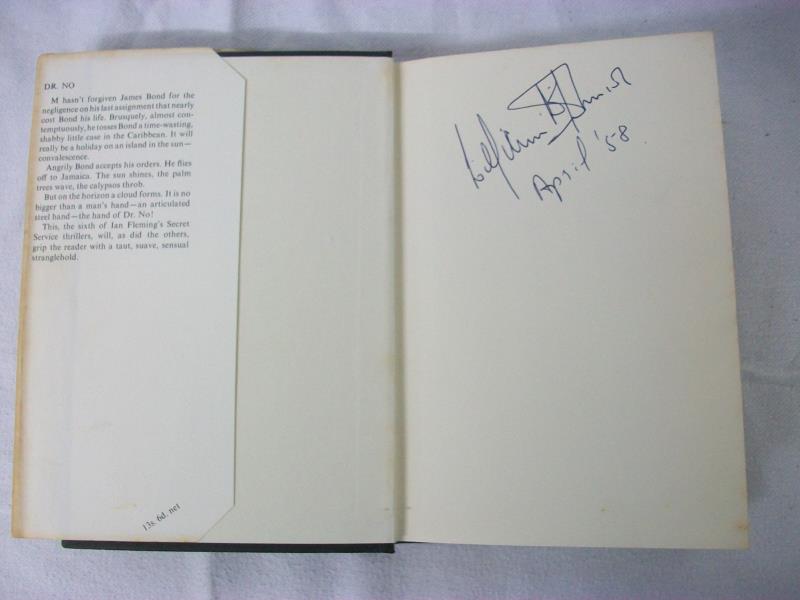 DR. NO
M hasn't forgiven James Bond for the
negligence on his last assignment that nearly
cost Bond his life. Brusquely, almost con-
temptuously, he tosses Bond a time-wasting,
shabby little case in the Caribbean. It will
really be a holiday on an island in the sun—
convalescence.
Angrily Bond accepts his orders. He flies
off to Jamaica. The sun shines, the palm
trees wave, the calypsos throb.
But on the horizon a cloud forms. It is no
bigger than a man's hand—an articulated
steel hand—the hand of Dr. No!
This, the sixth of Ian Fleming's Secret
Service thrillers, will, as did the others,
grip the reader with a taut, suave, sensual
stranglehold.
13s. 6d. net
April '58